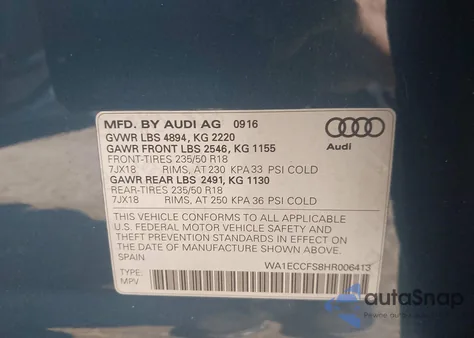 MFD. BY AUDI AG 0916
GVWR LBS 4894, KG 2220
GAWR FRONT LBS 2546, KG 1155
FRONT-TIRES 235/50 R18
7JX18 RIMS, AT 230 KPA 33 PSI COLD
GAWR REAR LBS 2491, KG 1130
REAR-TIRES 235/50 R18
7JX18 RIMS, AT 250 KPA 36 PSI COLD
THIS VEHICLE CONFORMS TO ALL APPLICABLE
U.S. FEDERAL MOTOR VEHICLE SAFETY AND
THEFT PREVENTION STANDARDS IN EFFECT ON
THE DATE OF MANUFACTURE SHOWN ABOVE.
SPAIN
WA1ECCFS8HR006413
TYPE:
MPV
Audi
autoSnap